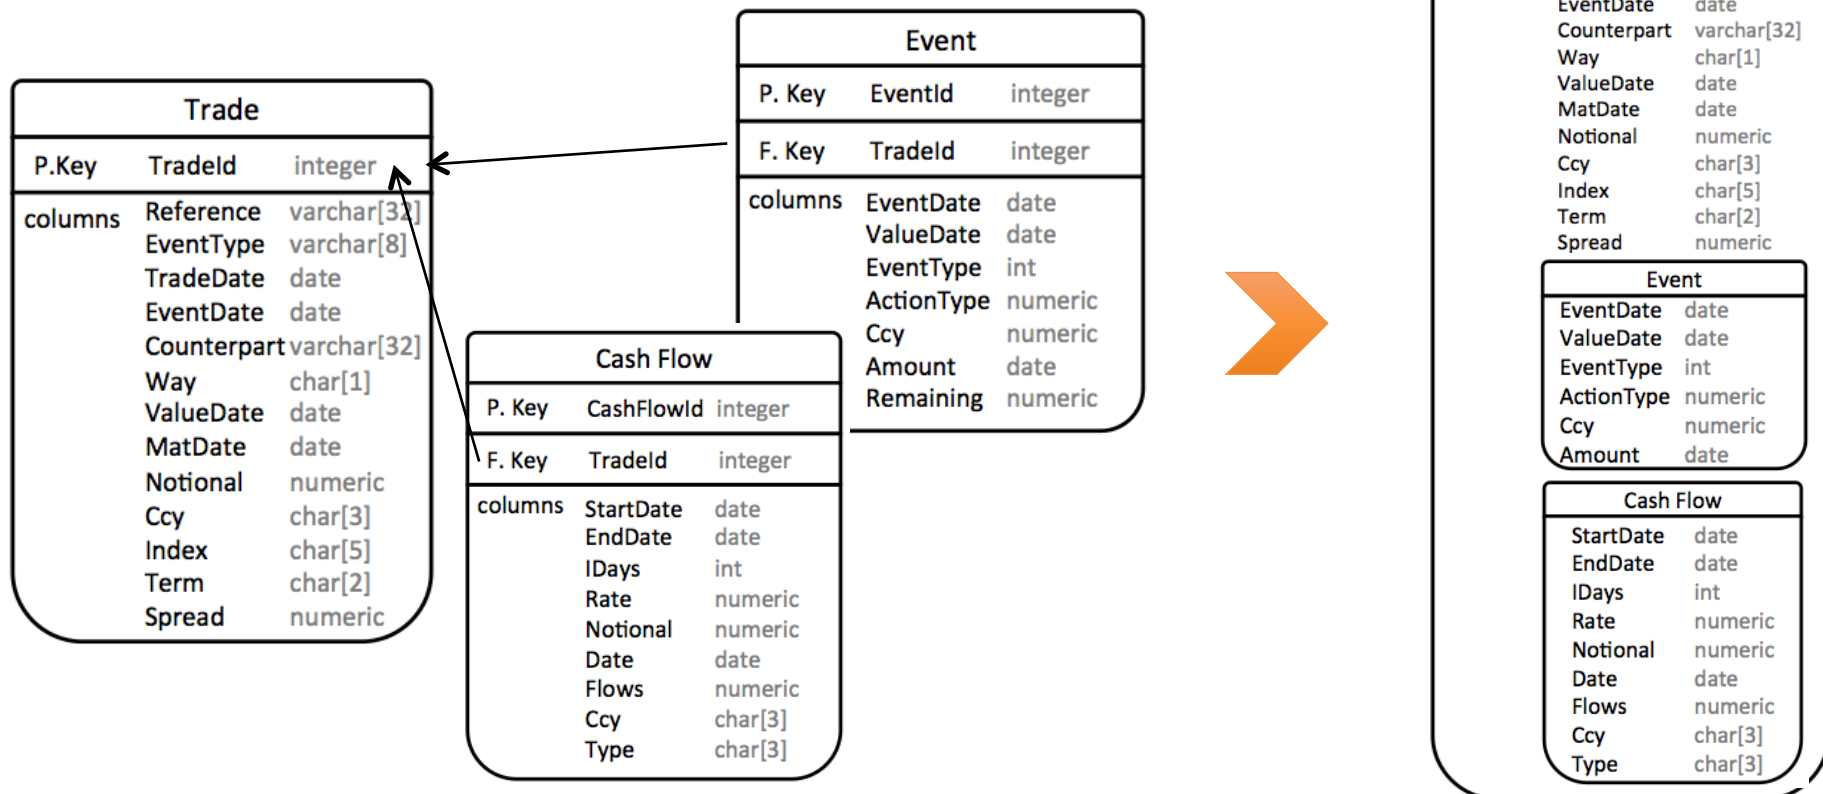 Trade
P.Key TradeId integer
columns Reference varchar[32]
EventType varchar[8]
TradeDate date
EventDate date
Counterpart varchar[32]
Way char[1]
ValueDate date
MatDate date
Notional numeric
Ccy char[3]
Index char[5]
Term char[2]
Spread numeric
Event
P. Key EventId integer
F. Key TradeId integer
columns EventDate date
ValueDate date
EventType int
ActionType numeric
Ccy numeric
Amount date
Remaining numeric
Cash Flow
P. Key CashFlowId integer
F. Key TradeId integer
columns StartDate date
EndDate date
IDays int
Rate numeric
Notional numeric
Date date
Flows numeric
Ccy char[3]
Type char[3]
EventDate date
Counterpart varchar[32]
Way char[1]
ValueDate date
MatDate date
Notional numeric
Ccy char[3]
Index char[5]
Term char[2]
Spread numeric
Event
EventDate date
ValueDate date
EventType int
ActionType numeric
Ccy numeric
Amount date
Cash Flow
StartDate date
EndDate date
IDays int
Rate numeric
Notional numeric
Date date
Flows numeric
Ccy char[3]
Type char[3]